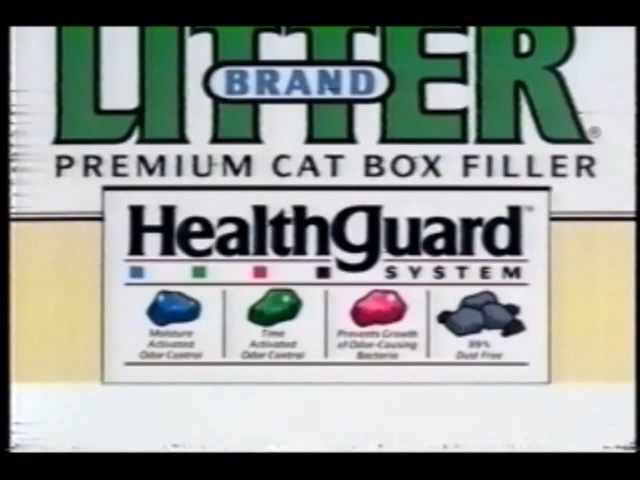 LITTER®
BRAND
PREMIUM CAT BOX FILLER
HealthGuard™
SYSTEM
Moisture
Activated
Odor Control
Time
Activated
Odor Control
Prevents Growth
of Odor-Causing
Bacteria
99%
Dust Free